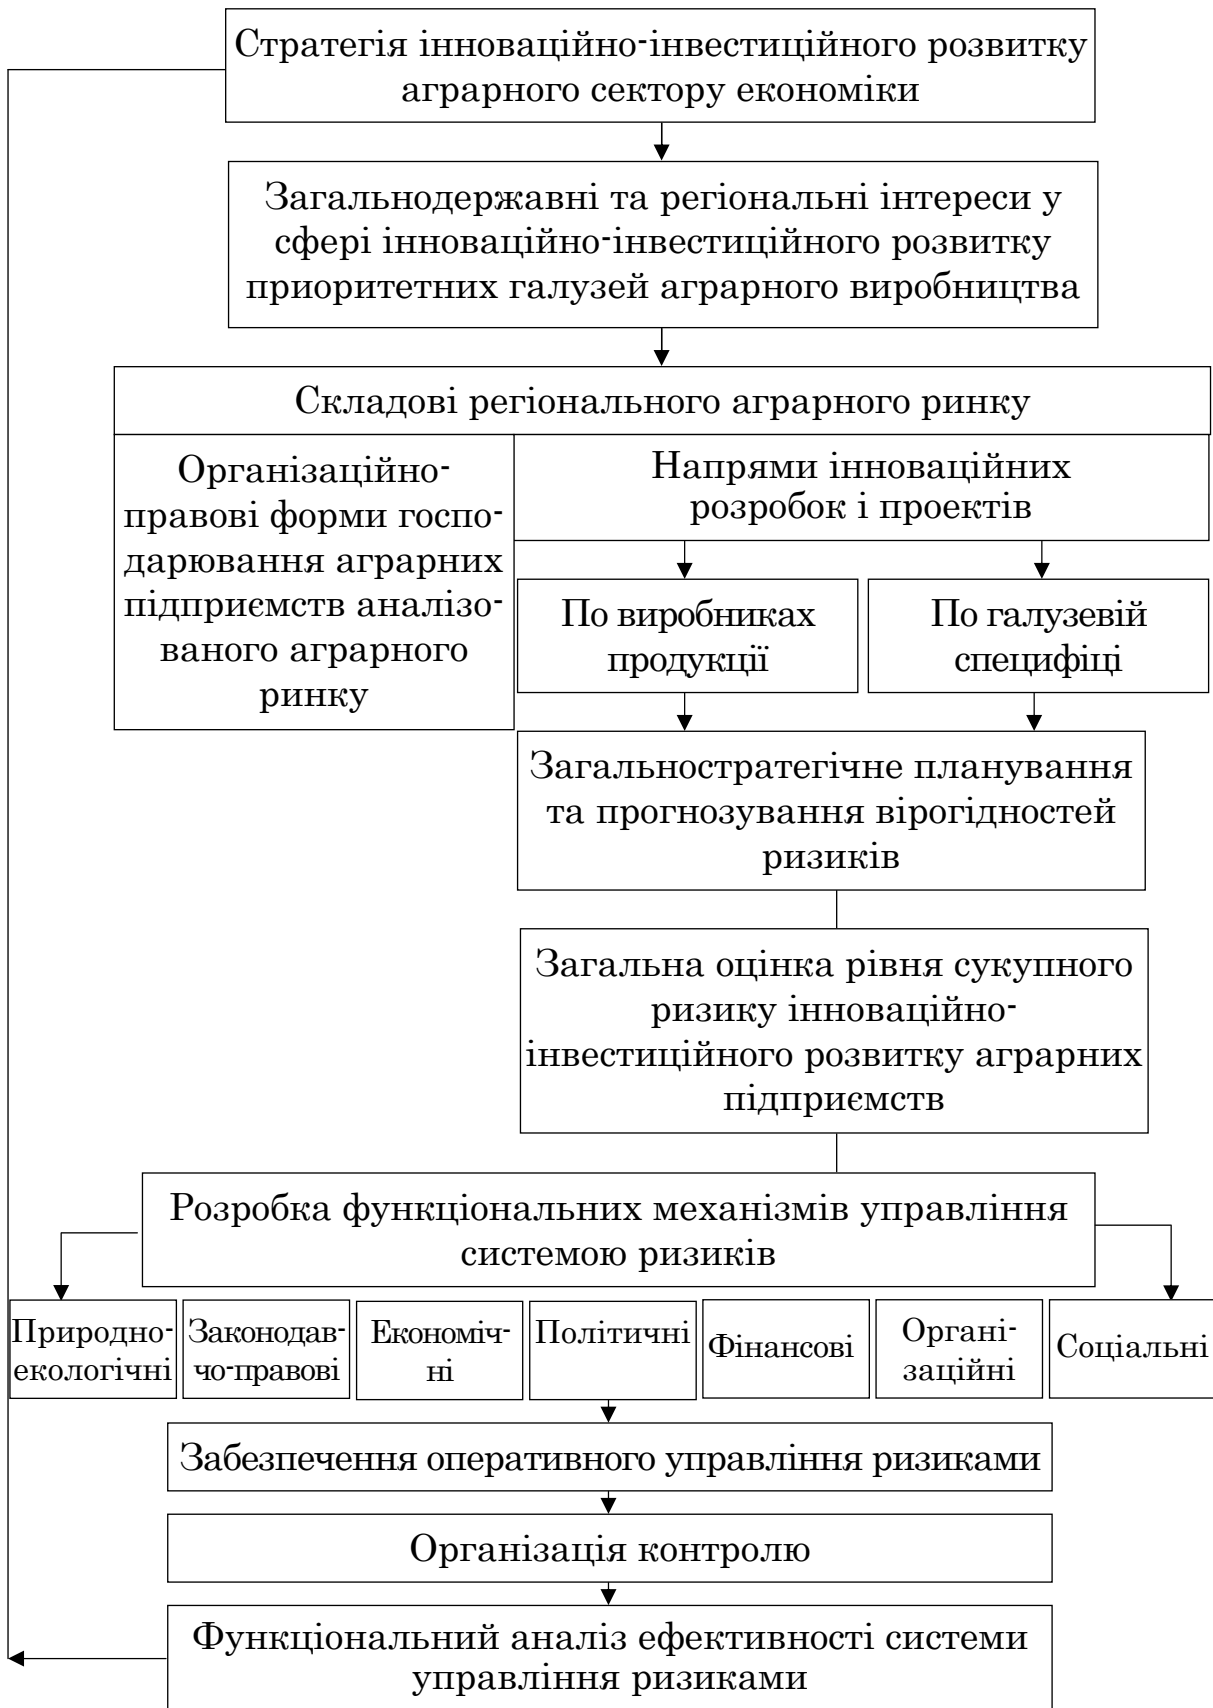 Стратегія інноваційно-інвестиційного розвитку
аграрного сектору економіки
Загальнодержавні та регіональні інтереси у
сфері інноваційно-інвестиційного розвитку
приоритетних галузей аграрного виробництва
Складові регіонального аграрного ринку
Організаційно-
правові форми госпо-
дарювання аграрних
підприємств аналізо-
ваного аграрного
ринку
Напрями інноваційних
розробок і проектів
По виробниках
продукції
По галузевій
специфіці
Загальностратегічне планування
та прогнозування вірогідностей
ризиків
Загальна оцінка рівня сукупного
ризику інноваційно-
інвестиційного розвитку аграрних
підприємств
Розробка функціональних механізмів управління
системою ризиків
Природно-
екологічні
Законодав-
чо-правові
Економіч-
ні
Політичні
Фінансові
Органі-
заційні
Соціальні
Забезпечення оперативного управління ризиками
Організація контролю
Функціональний аналіз ефективності системи
управління ризиками